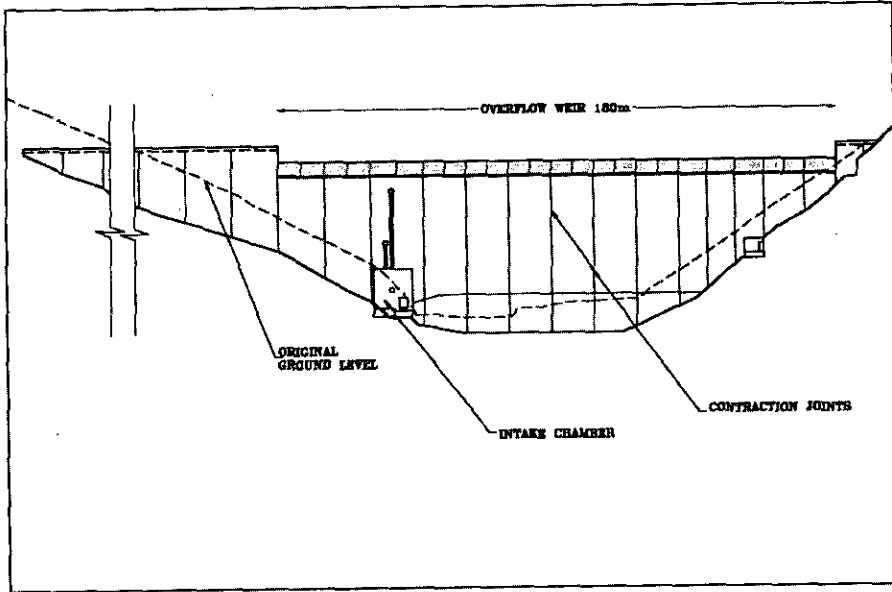 OVERFLOW WEIR 180m
ORIGINAL
GROUND LEVEL
CONTRACTION JOINTS
INTAKE CHAMBER